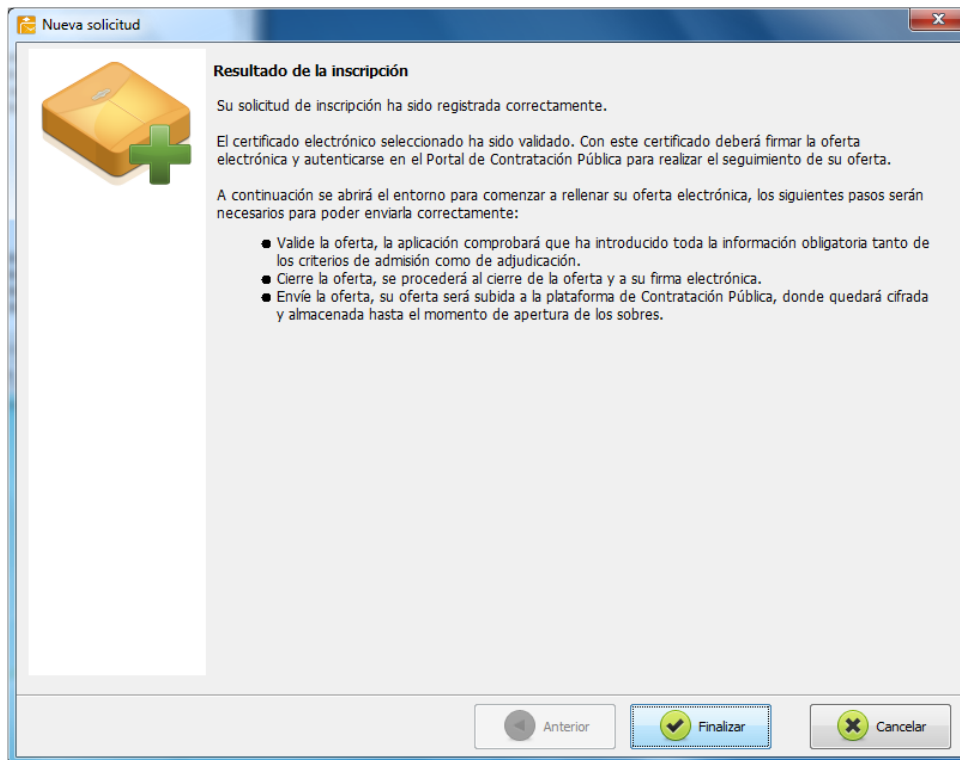 Nueva solicitud
Resultado de la inscripción
Su solicitud de inscripción ha sido registrada correctamente.
El certificado electrónico seleccionado ha sido validado. Con este certificado deberá firmar la oferta
electrónica y autenticarse en el Portal de Contratación Pública para realizar el seguimiento de su oferta.
A continuación se abrirá el entorno para comenzar a rellenar su oferta electrónica, los siguientes pasos serán
necesarios para poder enviarla correctamente:
● Valide la oferta, la aplicación comprobará que ha introducido toda la información obligatoria tanto de
los criterios de admisión como de adjudicación.
● Cierre la oferta, se procederá al cierre de la oferta y a su firma electrónica.
● Envíe la oferta, su oferta será subida a la plataforma de Contratación Pública, donde quedará cifrada
y almacenada hasta el momento de apertura de los sobres.
Anterior
Finalizar
Cancelar